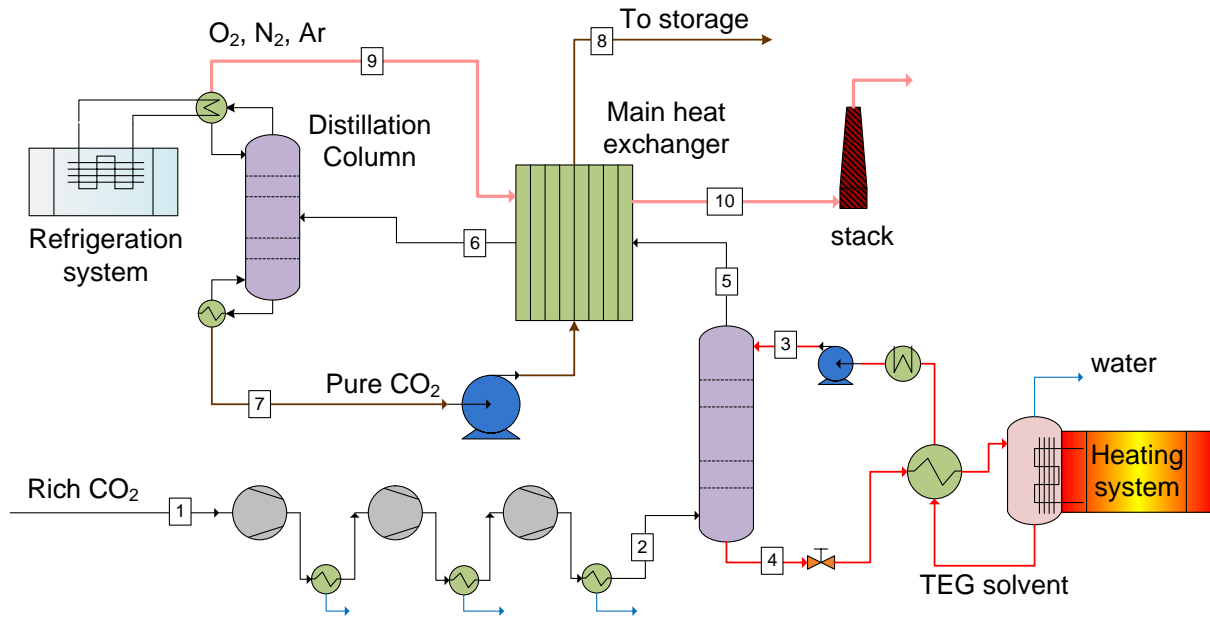 To storage
O₂, N₂, Ar
8
9
Main heat
exchanger
Distillation
Column
10
stack
6
Refrigeration
system
5
3
water
Pure CO₂
7
Heating
system
Rich CO₂
1
2
4
TEG solvent